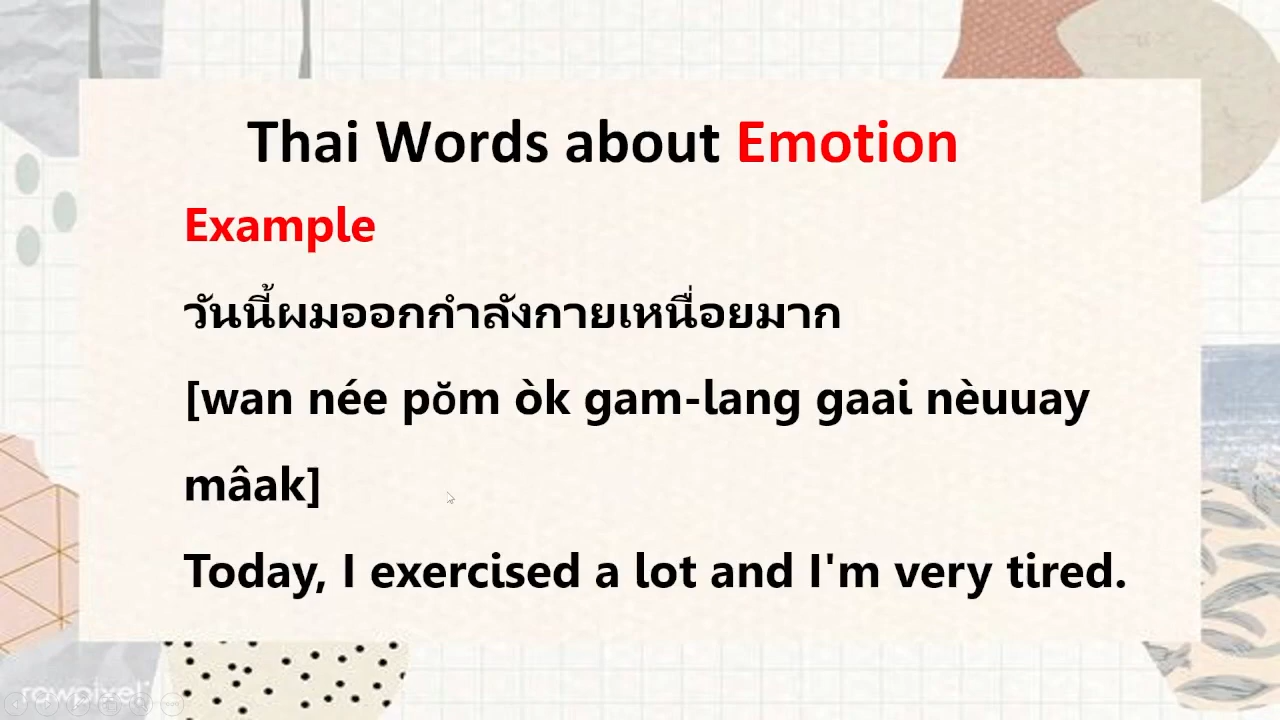 Thai Words about Emotion
Example
วันนี้ผมออกกำลังกายเหนื่อยมาก
[wan née pŏm òk gam-lang gaai nèuuay
mâak]
Today, I exercised a lot and I'm very tired.
rawpixel